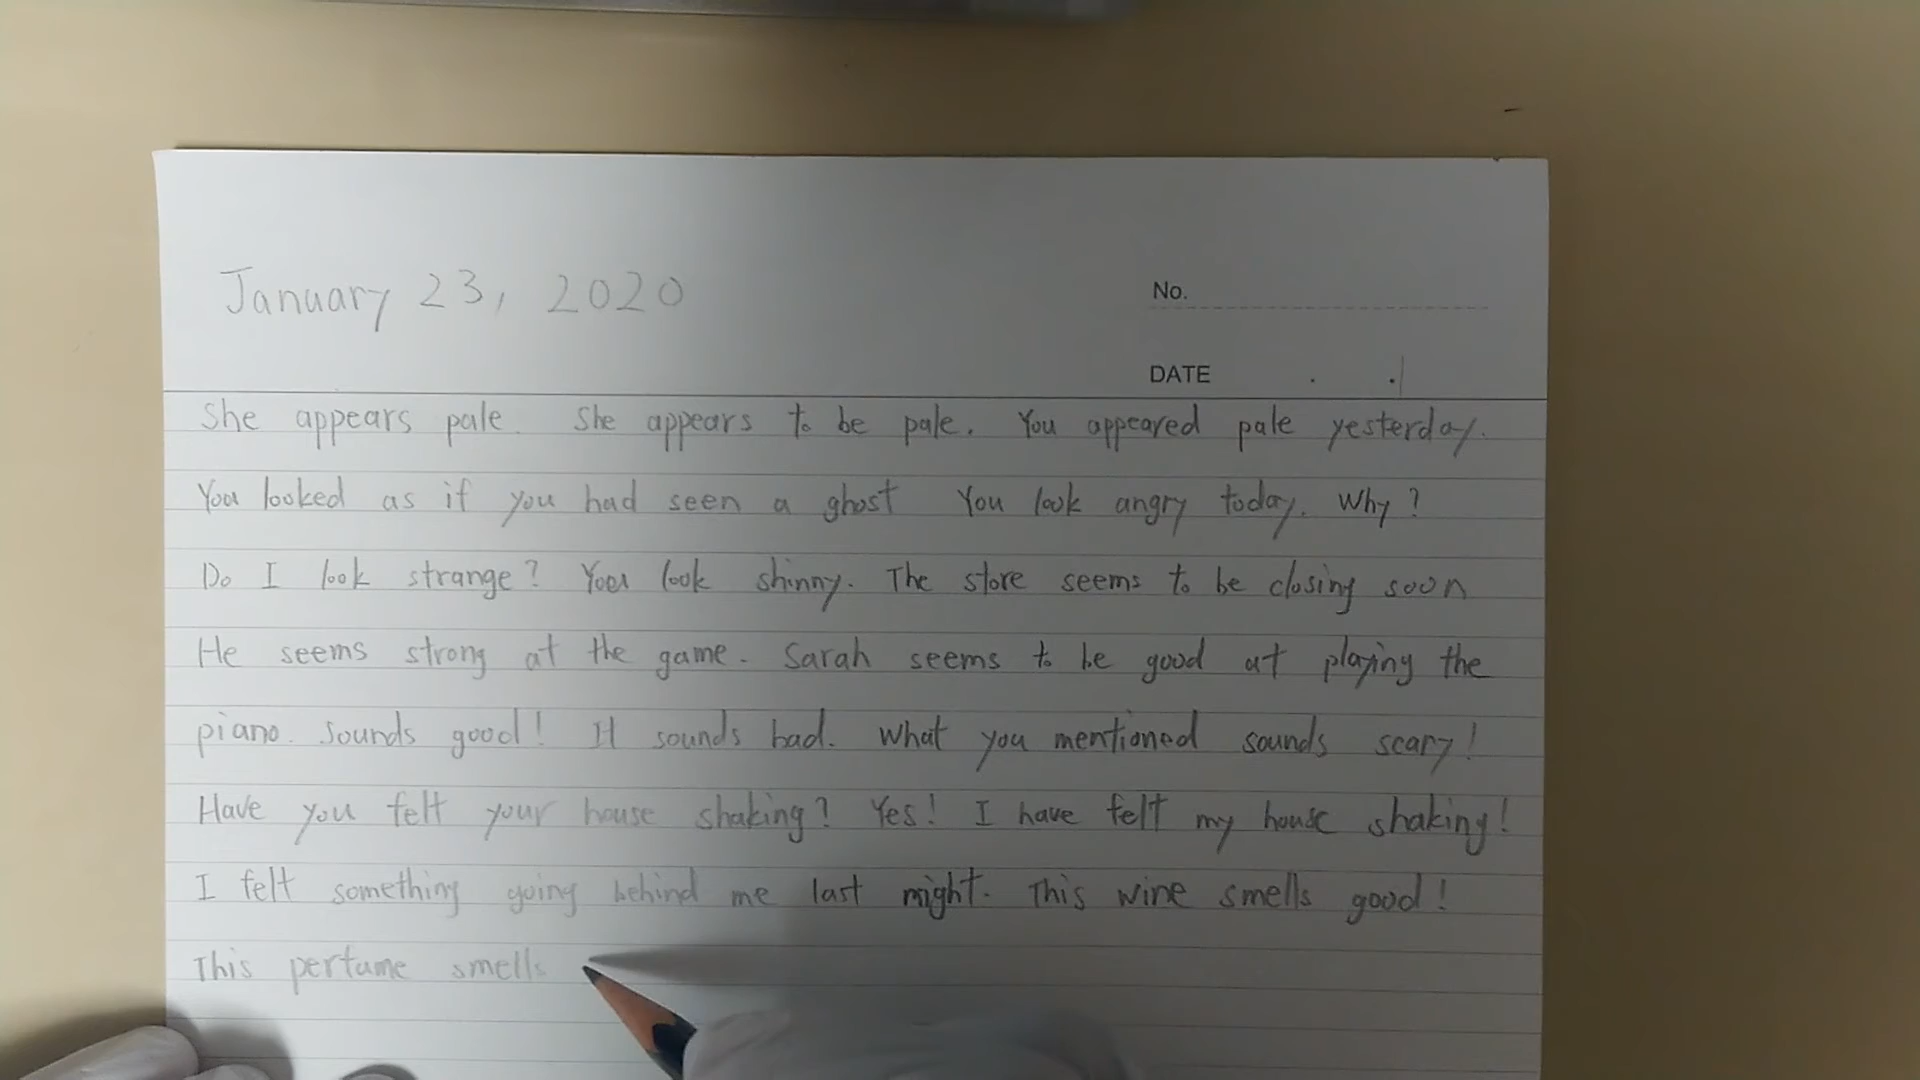 January 23, 2020
No.
DATE . .
She appears pale. She appears to be pale. You appeared pale yesterday.
You looked as if you had seen a ghost You look angry today. Why?
Do I look strange? You look shinny. The store seems to be closing soon
He seems strong at the game. Sarah seems to be good at playing the
piano. Sounds good! It sounds bad. What you mentioned sounds scary!
Have you felt your house shaking? Yes! I have felt my house shaking!
I felt something going behind me last night. This wine smells good!
This perfume smells